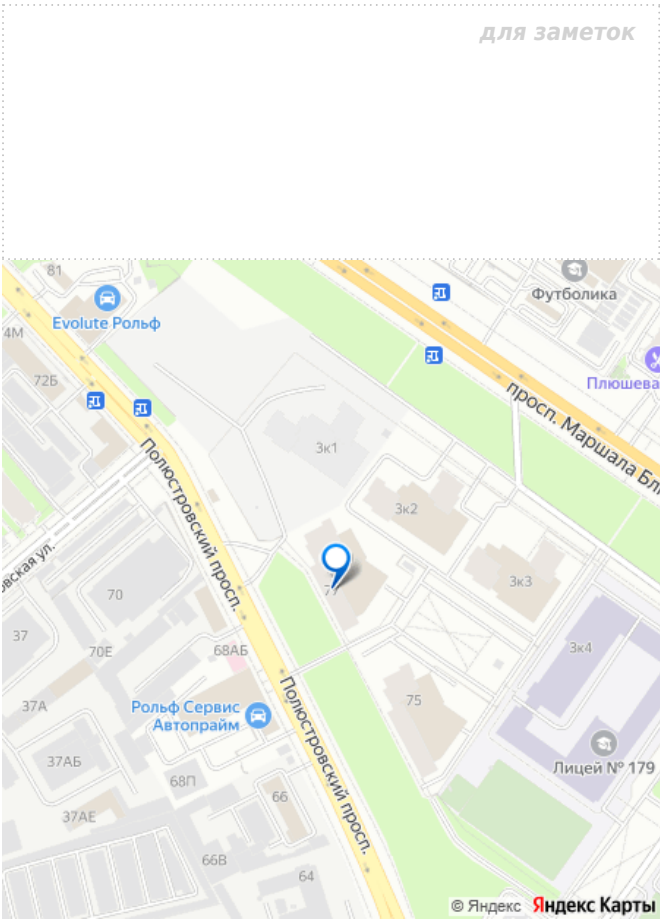 для заметок
81
Футболика
Evolute Рольф
4М
72Б
Плюшева
просп. Маршала Бл
3к1
Полюстровский просп.
3к2
овская ул.
3к3
70
37
3к4
70Е
68АБ
37А
75
Рольф Сервис
Автопрайм
Полюстровский просп.
37АБ
Лицей № 179
68П
66
37АЕ
66В
64
© Яндекс Яндекс Карты